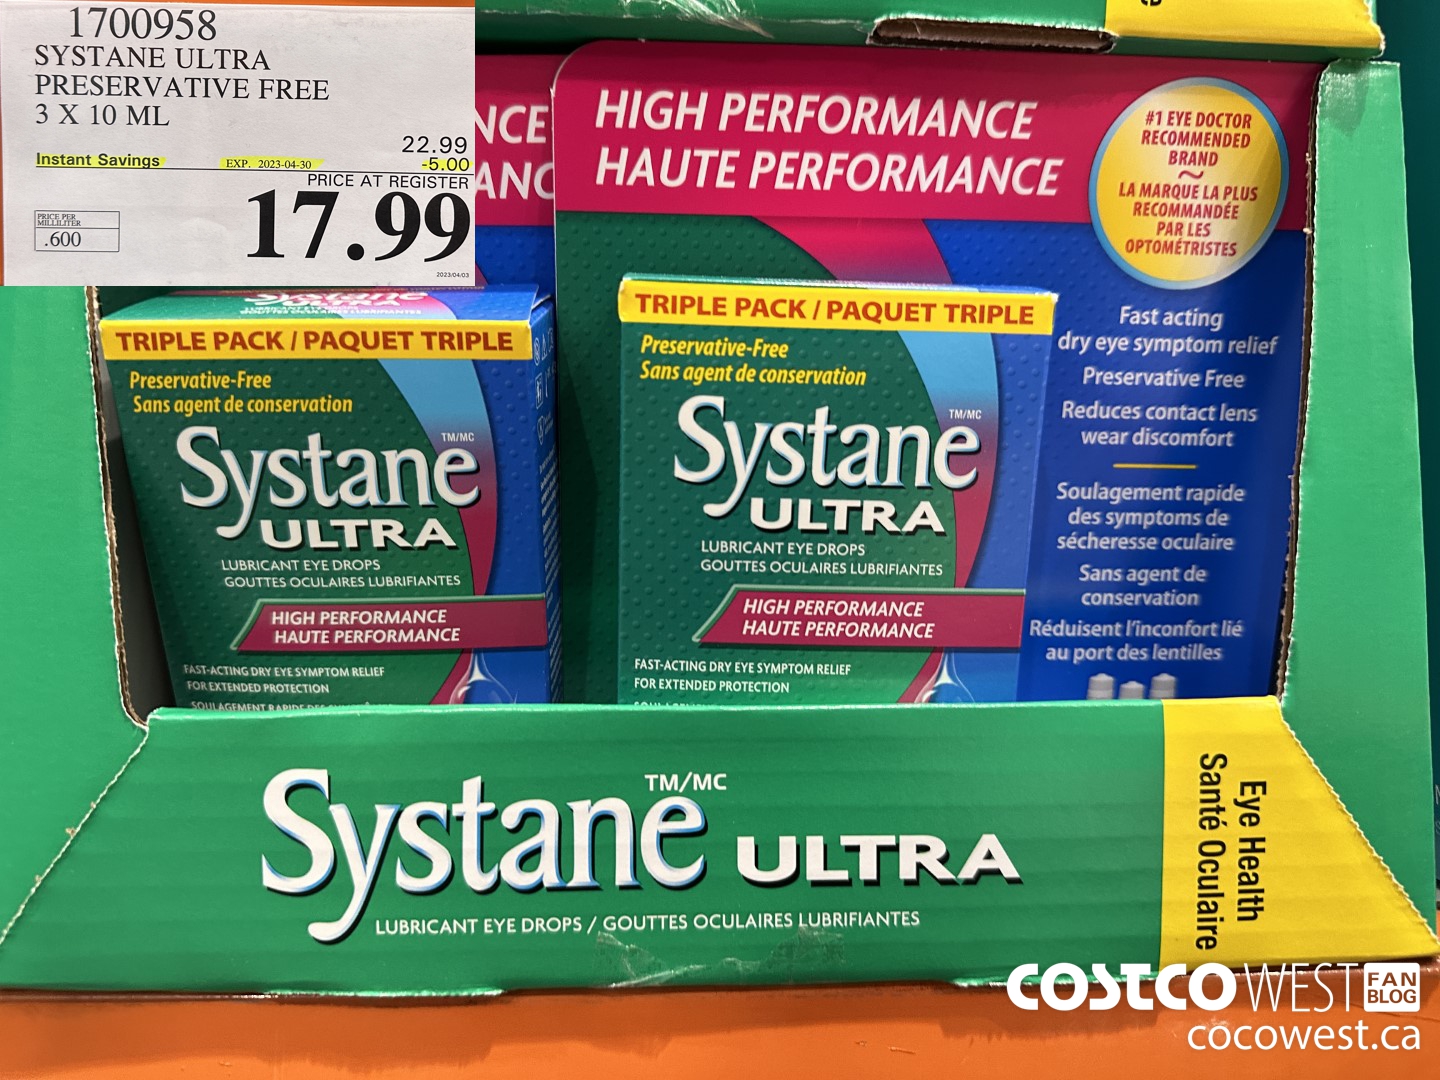 1700958
SYSTANE ULTRA
PRESERVATIVE FREE
3 X 10 ML
22.99
Instant Savings EXP. 2023-04-30 -5.00
PRICE AT REGISTER
17.99
PRICE PER
MILLILITER
.600
2023/04/03
NCE
ANC
HIGH PERFORMANCE
HAUTE PERFORMANCE
#1 EYE DOCTOR
RECOMMENDED
BRAND
~
LA MARQUE LA PLUS
RECOMMANDÉE
PAR LES
OPTOMÉTRISTES
Fast acting
dry eye symptom relief
Preservative Free
Reduces contact lens
wear discomfort
Soulagement rapide
des symptoms de
sécheresse oculaire
Sans agent de
conservation
Réduisent l'inconfort lié
au port des lentilles
Systane
ULTRA
TRIPLE PACK / PAQUET TRIPLE
Preservative-Free
Sans agent de conservation
TM/MC
Systane
ULTRA
LUBRICANT EYE DROPS
GOUTTES OCULAIRES LUBRIFIANTES
HIGH PERFORMANCE
HAUTE PERFORMANCE
FAST-ACTING DRY EYE SYMPTOM RELIEF
FOR EXTENDED PROTECTION
SOULAGEMENT RAPIDE DES
TRIPLE PACK / PAQUET TRIPLE
Preservative-Free
Sans agent de conservation
TM/MC
Systane
ULTRA
LUBRICANT EYE DROPS
GOUTTES OCULAIRES LUBRIFIANTES
HIGH PERFORMANCE
HAUTE PERFORMANCE
FAST-ACTING DRY EYE SYMPTOM RELIEF
FOR EXTENDED PROTECTION
TM/MC
Systane ULTRA
LUBRICANT EYE DROPS / GOUTTES OCULAIRES LUBRIFIANTES
Eye Health
Santé Oculaire
COSTCO WEST FAN BLOG
cocowest.ca